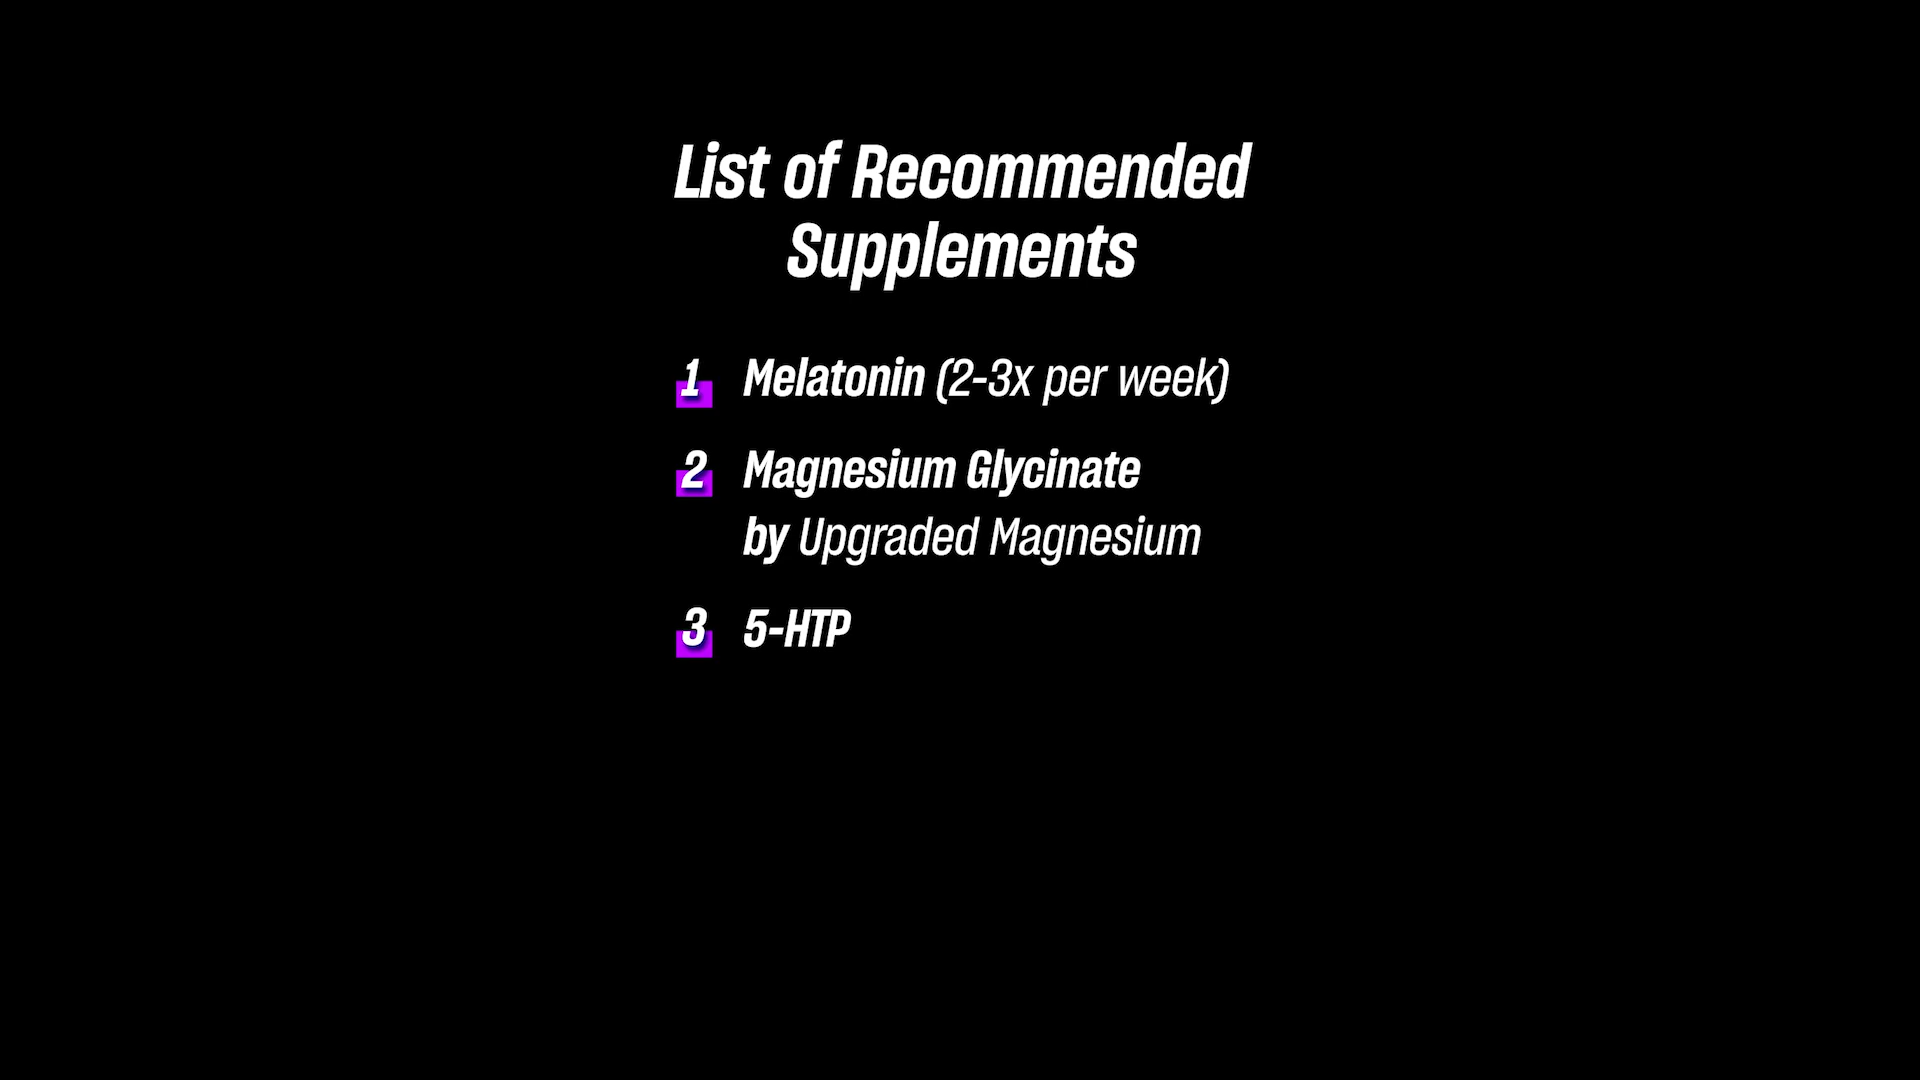 List of Recommended
Supplements
1 Melatonin (2-3x per week)
2 Magnesium Glycinate
by Upgraded Magnesium
3 5-HTP